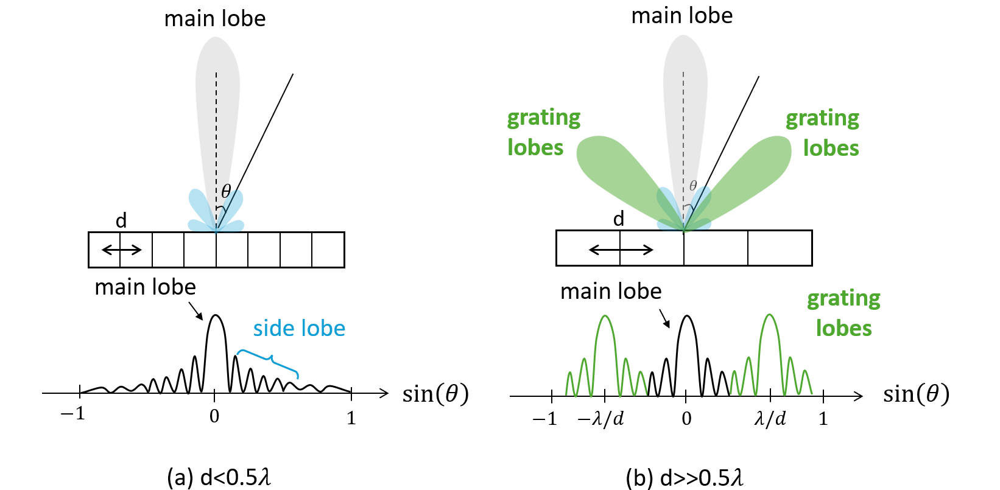 main lobe
θ
d
main lobe
side lobe
−1
0
1
sin(θ)
(a) d<0.5λ
main lobe
grating
lobes
grating
lobes
θ
d
main lobe
grating
lobes
−1
−λ/d
0
λ/d
1
sin(θ)
(b) d>>0.5λ